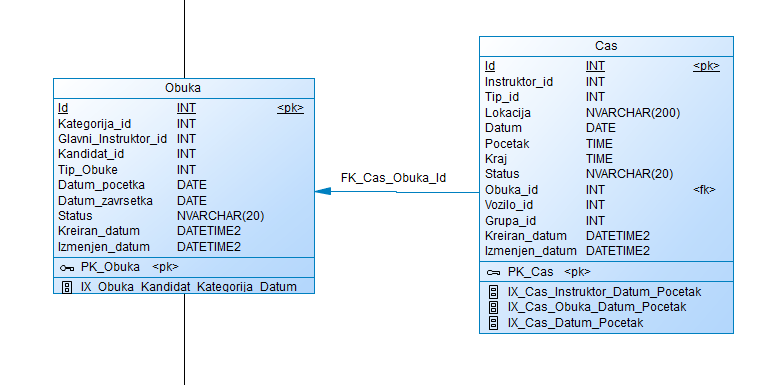 Obuka
Id INT <pk>
Kategorija_id INT
Glavni_Instruktor_id INT
Kandidat_id INT
Tip_Obuke INT
Datum_pocetka DATE
Datum_zavrsetka DATE
Status NVARCHAR(20)
Kreiran_datum DATETIME2
Izmenjen_datum DATETIME2
PK_Obuka <pk>
IX_Obuka_Kandidat_Kategorija_Datum
FK_Cas_Obuka_Id
Cas
Id INT <pk>
Instruktor_id INT
Tip_id INT
Lokacija NVARCHAR(200)
Datum DATE
Pocetak TIME
Kraj TIME
Status NVARCHAR(20)
Obuka_id INT <fk>
Vozilo_id INT
Grupa_id INT
Kreiran_datum DATETIME2
Izmenjen_datum DATETIME2
PK_Cas <pk>
IX_Cas_Instruktor_Datum_Pocetak
IX_Cas_Obuka_Datum_Pocetak
IX_Cas_Datum_Pocetak